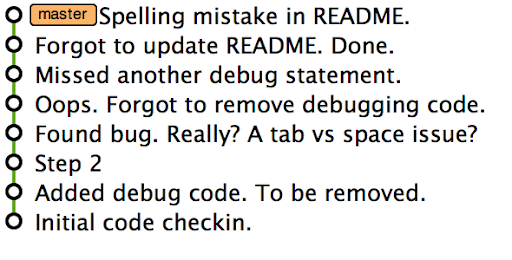 master Spelling mistake in README.
Forgot to update README. Done.
Missed another debug statement.
Oops. Forgot to remove debugging code.
Found bug. Really? A tab vs space issue?
Step 2
Added debug code. To be removed.
Initial code checkin.